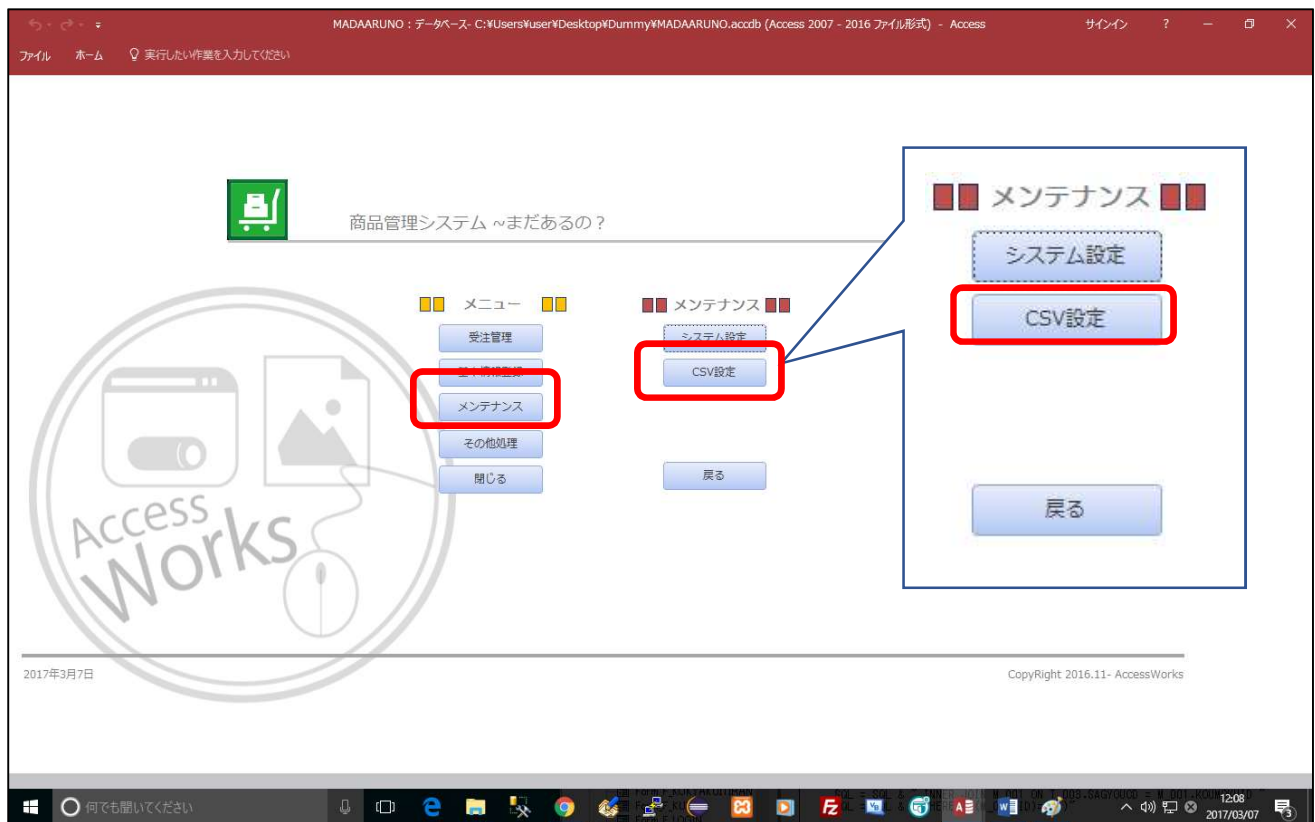 MADAARUNO：データベース- C:¥Users¥user¥Desktop¥Dummy¥MADAARUNO.accdb (Access 2007 - 2016 ファイル形式) - Access
サインイン ?
ファイル ホーム 実行したい作業を入力してください
商品管理システム ~まだあるの？
メニュー
受注管理
基本情報登録
メンテナンス
その他処理
閉じる
メンテナンス
システム設定
CSV設定
戻る
メンテナンス
システム設定
CSV設定
戻る
Access
Works
2017年3月7日
CopyRight 2016.11- AccessWorks
何でも聞いてください
12:08
2017/03/07